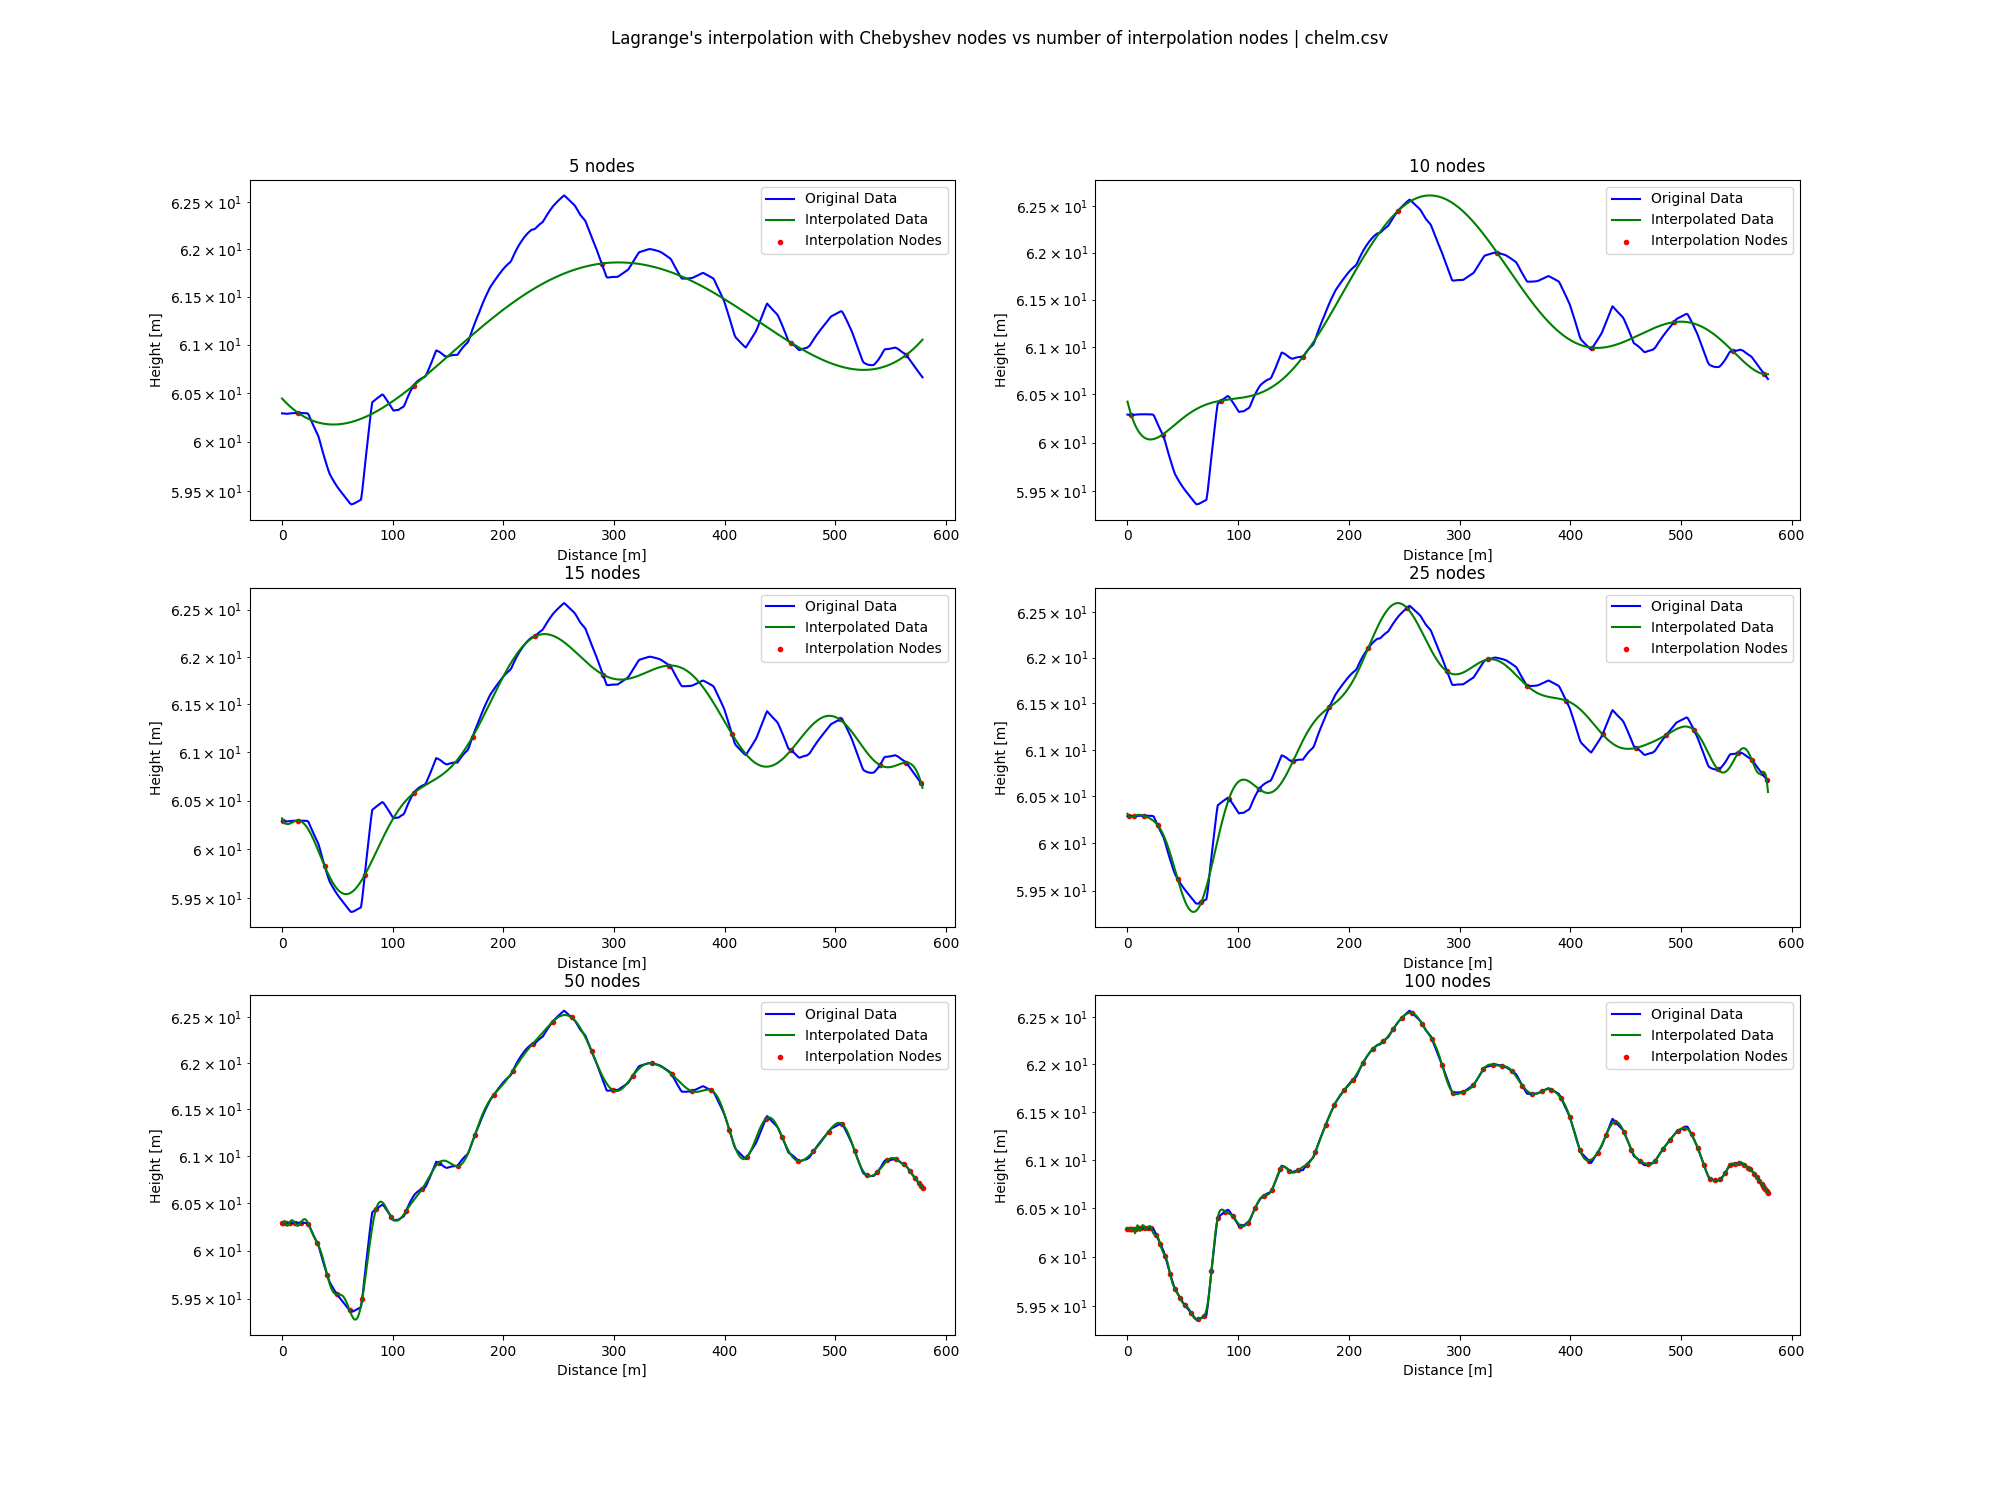 Lagrange's interpolation with Chebyshev nodes vs number of interpolation nodes | chelm.csv
5 nodes
Original Data
Interpolated Data
Interpolation Nodes
Height [m]
6.25 × 10¹
6.2 × 10¹
6.15 × 10¹
6.1 × 10¹
6.05 × 10¹
6 × 10¹
5.95 × 10¹
0 100 200 300 400 500 600
Distance [m]
10 nodes
Original Data
Interpolated Data
Interpolation Nodes
Height [m]
6.25 × 10¹
6.2 × 10¹
6.15 × 10¹
6.1 × 10¹
6.05 × 10¹
6 × 10¹
5.95 × 10¹
0 100 200 300 400 500 600
Distance [m]
15 nodes
Original Data
Interpolated Data
Interpolation Nodes
Height [m]
6.25 × 10¹
6.2 × 10¹
6.15 × 10¹
6.1 × 10¹
6.05 × 10¹
6 × 10¹
5.95 × 10¹
0 100 200 300 400 500 600
Distance [m]
25 nodes
Original Data
Interpolated Data
Interpolation Nodes
Height [m]
6.25 × 10¹
6.2 × 10¹
6.15 × 10¹
6.1 × 10¹
6.05 × 10¹
6 × 10¹
5.95 × 10¹
0 100 200 300 400 500 600
Distance [m]
50 nodes
Original Data
Interpolated Data
Interpolation Nodes
Height [m]
6.25 × 10¹
6.2 × 10¹
6.15 × 10¹
6.1 × 10¹
6.05 × 10¹
6 × 10¹
5.95 × 10¹
0 100 200 300 400 500 600
Distance [m]
100 nodes
Original Data
Interpolated Data
Interpolation Nodes
Height [m]
6.25 × 10¹
6.2 × 10¹
6.15 × 10¹
6.1 × 10¹
6.05 × 10¹
6 × 10¹
5.95 × 10¹
0 100 200 300 400 500 600
Distance [m]